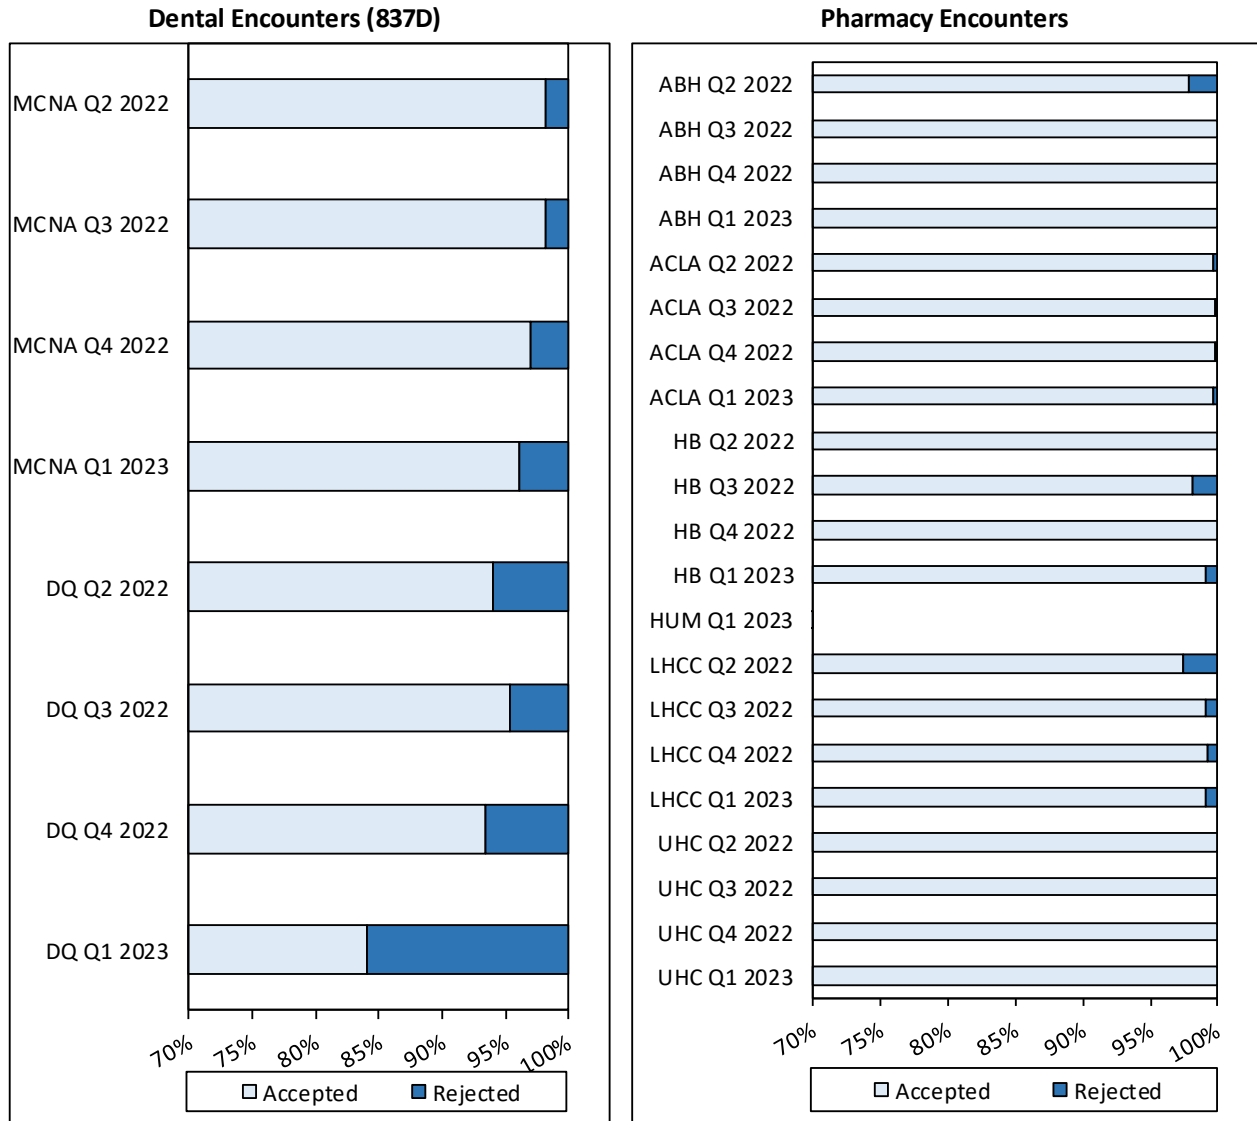 Dental Encounters (837D)
MCNA Q2 2022
MCNA Q3 2022
MCNA Q4 2022
MCNA Q1 2023
DQ Q2 2022
DQ Q3 2022
DQ Q4 2022
DQ Q1 2023
70% 75% 80% 85% 90% 95% 100%
Accepted Rejected
Pharmacy Encounters
ABH Q2 2022
ABH Q3 2022
ABH Q4 2022
ABH Q1 2023
ACLA Q2 2022
ACLA Q3 2022
ACLA Q4 2022
ACLA Q1 2023
HB Q2 2022
HB Q3 2022
HB Q4 2022
HB Q1 2023
HUM Q1 2023
LHCC Q2 2022
LHCC Q3 2022
LHCC Q4 2022
LHCC Q1 2023
UHC Q2 2022
UHC Q3 2022
UHC Q4 2022
UHC Q1 2023
70% 75% 80% 85% 90% 95% 100%
Accepted Rejected